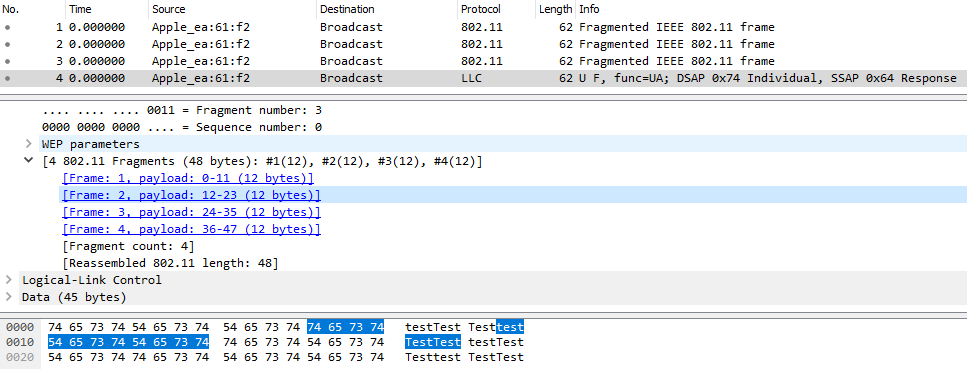 No. Time Source Destination Protocol Length Info
1 0.000000 Apple_ea:61:f2 Broadcast 802.11 62 Fragmented IEEE 802.11 frame
2 0.000000 Apple_ea:61:f2 Broadcast 802.11 62 Fragmented IEEE 802.11 frame
3 0.000000 Apple_ea:61:f2 Broadcast 802.11 62 Fragmented IEEE 802.11 frame
4 0.000000 Apple_ea:61:f2 Broadcast LLC 62 U F, func=UA; DSAP 0x74 Individual, SSAP 0x64 Response
.... .... .... 0011 = Fragment number: 3
0000 0000 0000 .... = Sequence number: 0
WEP parameters
[4 802.11 Fragments (48 bytes): #1(12), #2(12), #3(12), #4(12)]
[Frame: 1, payload: 0-11 (12 bytes)]
[Frame: 2, payload: 12-23 (12 bytes)]
[Frame: 3, payload: 24-35 (12 bytes)]
[Frame: 4, payload: 36-47 (12 bytes)]
[Fragment count: 4]
[Reassembled 802.11 length: 48]
Logical-Link Control
Data (45 bytes)
0000 74 65 73 74 54 65 73 74 54 65 73 74 74 65 73 74 testTest Testtest
0010 54 65 73 74 54 65 73 74 74 65 73 74 54 65 73 74 TestTest testTest
0020 54 65 73 74 74 65 73 74 54 65 73 74 54 65 73 74 Testtest TestTest